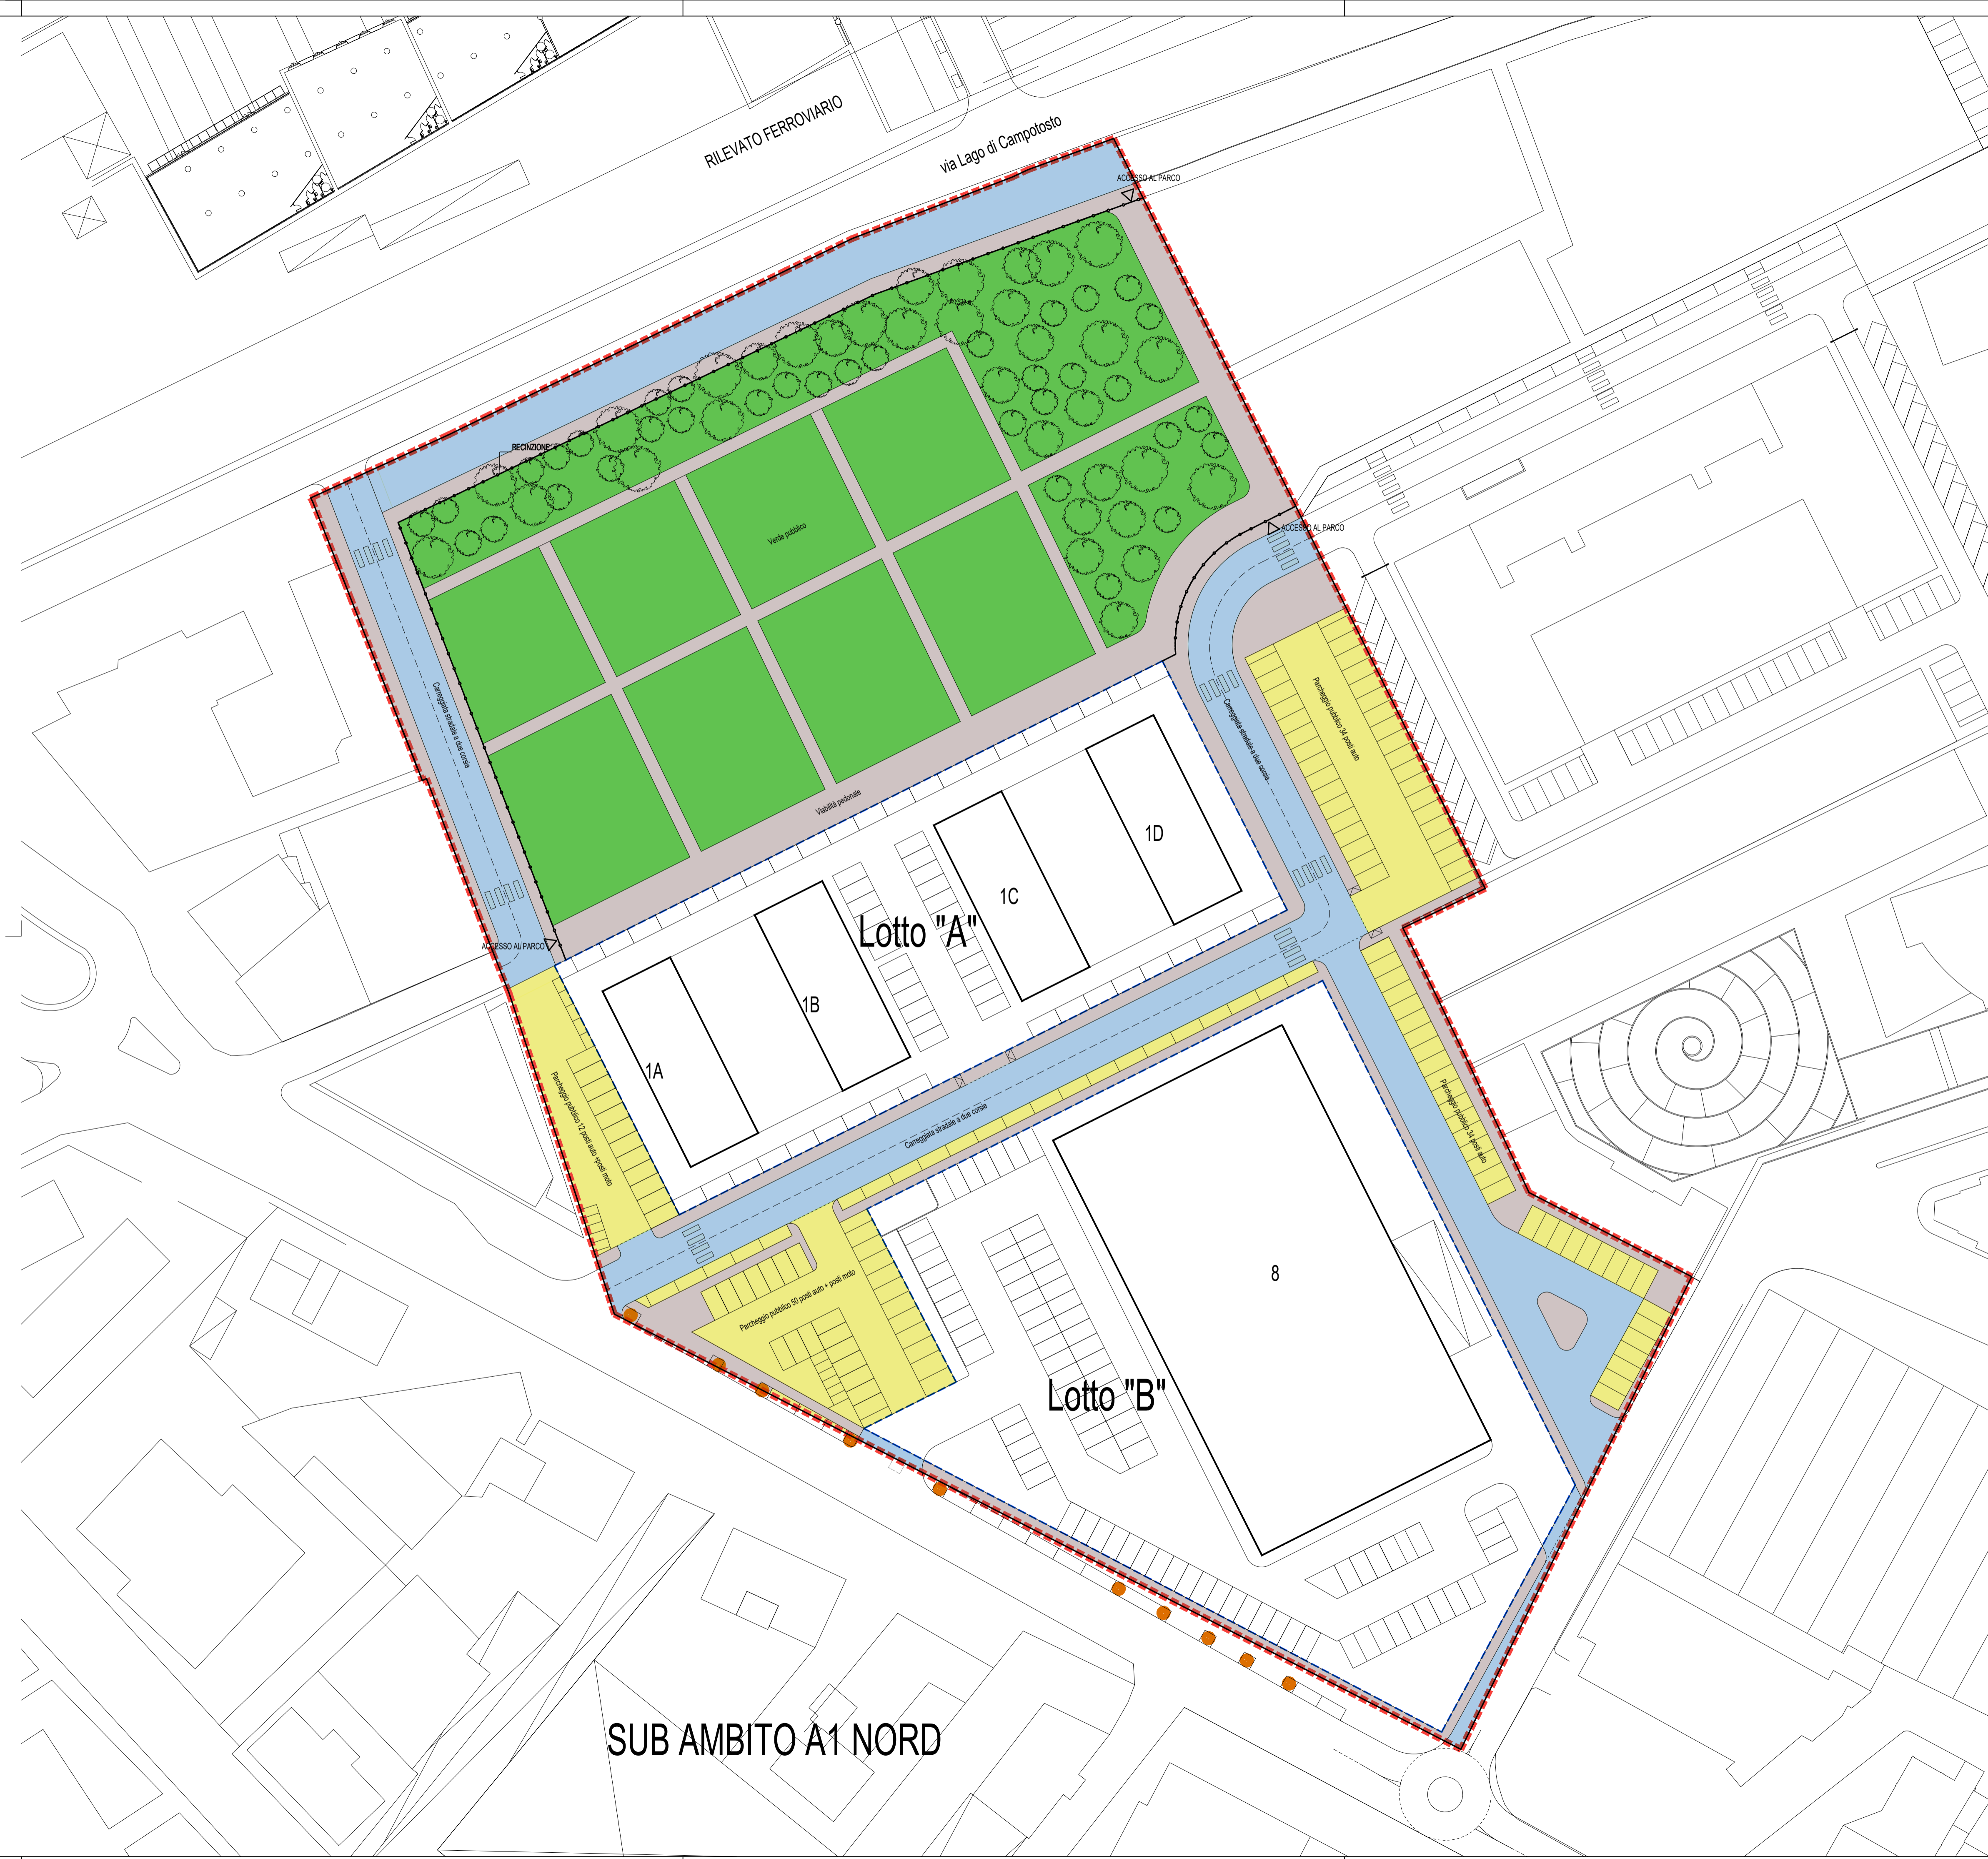 RILEVATO FERROVIARIO
via Lago di Campotosto
ACCESSO AL PARCO
RECINZIONE
Verde pubblico
ACCESSO AL PARCO
Carreggiata stradale a due corsie
Carreggiata stradale a due corsie
Parcheggio pubblico 34 posti auto
Viabilità pedonale
1D
1C
Lotto "A"
ACCESSO AL PARCO
1B
1A
Parcheggio pubblico 12 posti auto +posti moto
Carreggiata stradale a due corsie
Parcheggio pubblico 34 posti auto
8
Parcheggio pubblico 50 posti auto + posti moto
Lotto "B"
SUB AMBITO A1 NORD